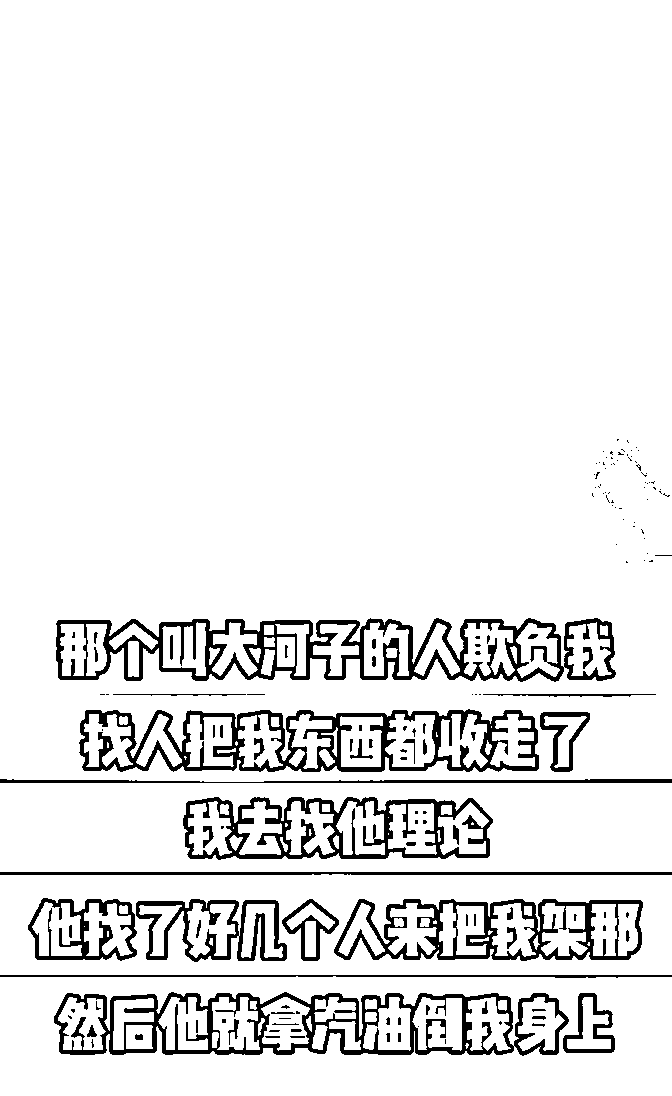 那个叫大河子的人欺负我
找人把我东西都收走了
我去找他理论
他找了好几个人来把我架那
然后他就拿汽油倒我身上